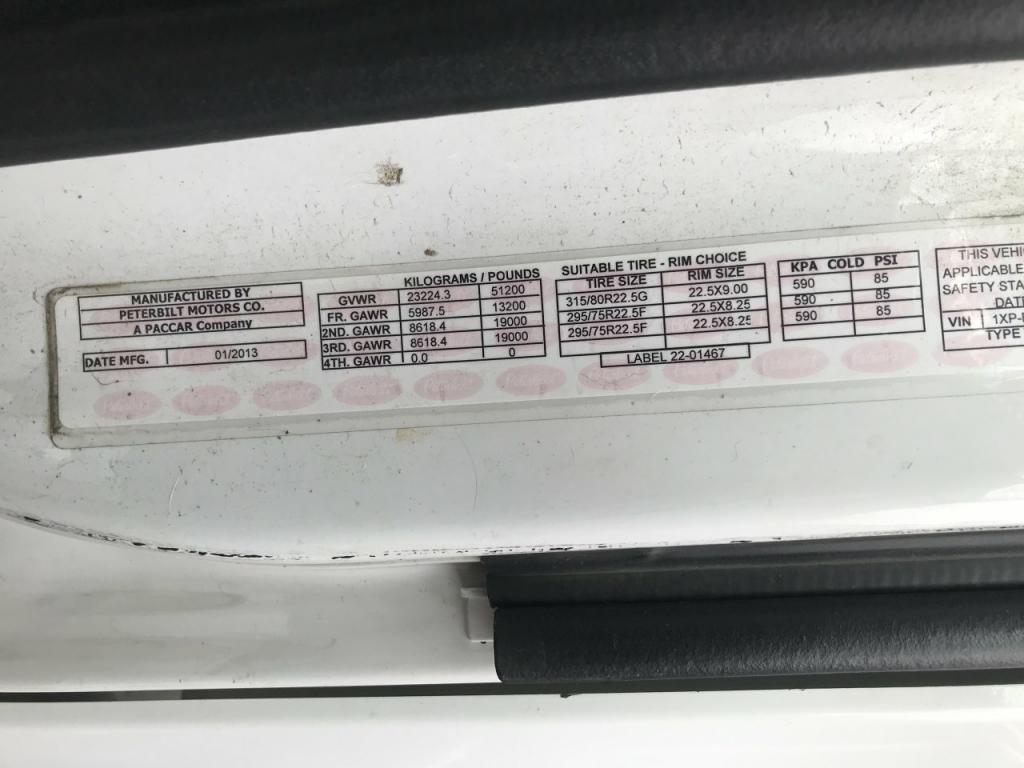 MANUFACTURED BY
PETERBILT MOTORS CO.
A PACCAR Company
DATE MFG. 01/2013
KILOGRAMS / POUNDS
GVWR 23224.3 51200
FR. GAWR 5987.5 13200
2ND. GAWR 8618.4 19000
3RD. GAWR 8618.4 19000
4TH. GAWR 0.0 0
SUITABLE TIRE - RIM CHOICE
TIRE SIZE RIM SIZE
315/80R22.5G 22.5X9.00
295/75R22.5F 22.5X8.25
295/75R22.5F 22.5X8.25
LABEL 22-01467
KPA COLD PSI
590 85
590 85
590 85
THIS VEHI
APPLICABLE
SAFETY STA
DAT
VIN 1XP-
TYPE